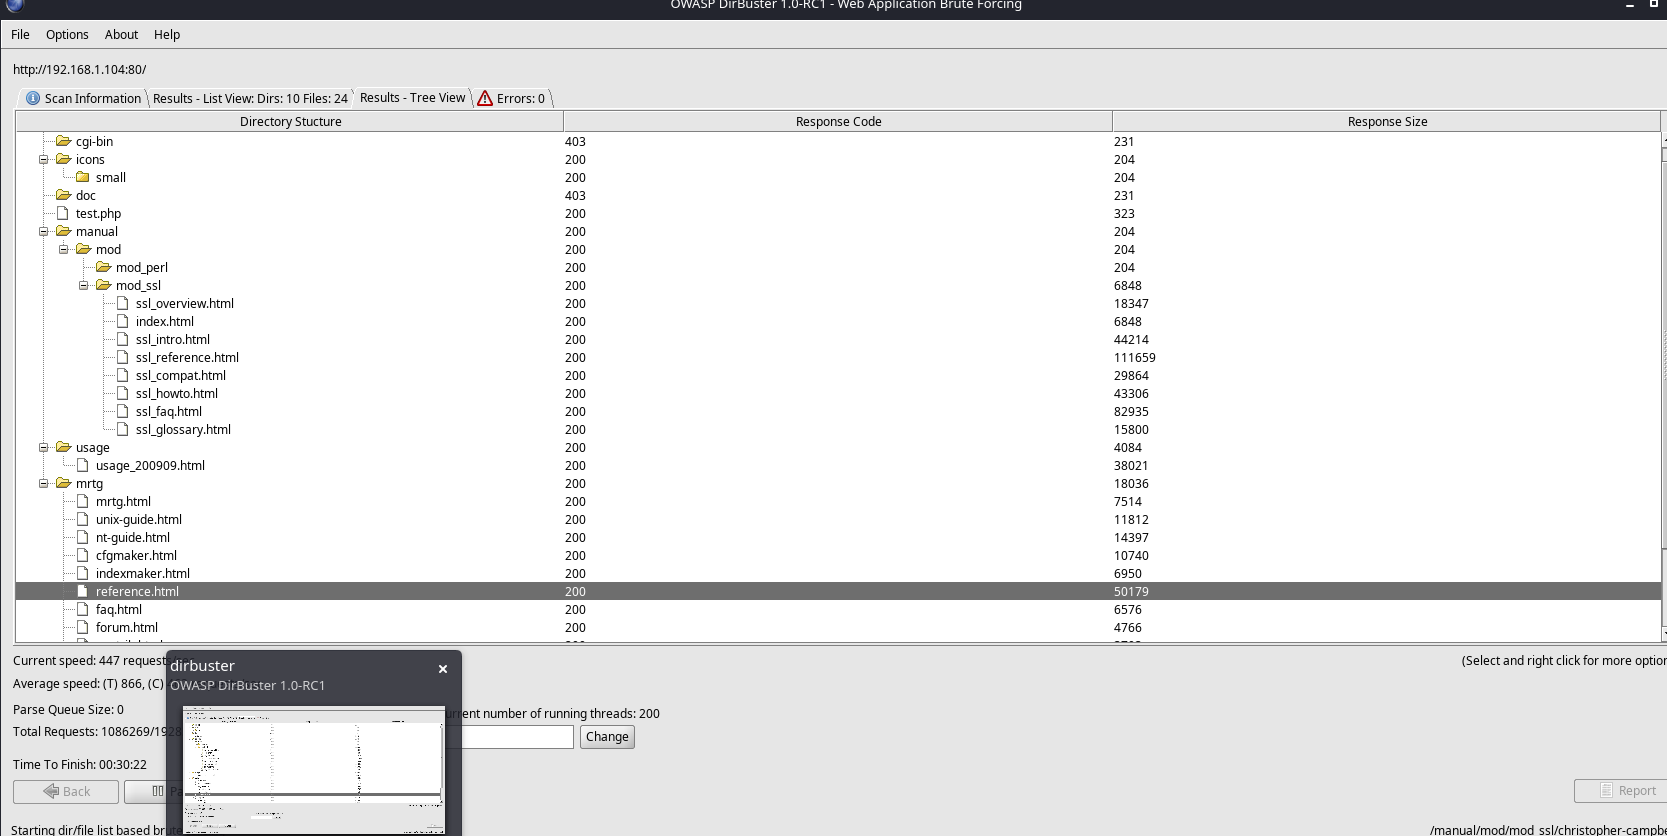 OWASP DirBuster 1.0-RC1 - Web Application Brute Forcing
File Options About Help
http://192.168.1.104:80/
Scan Information Results - List View: Dirs: 10 Files: 24 Results - Tree View Errors: 0
Directory Stucture Response Code Response Size
cgi-bin 403 231
icons 200 204
small 200 204
doc 403 231
test.php 200 323
manual 200 204
mod 200 204
mod_perl 200 204
mod_ssl 200 6848
ssl_overview.html 200 18347
index.html 200 6848
ssl_intro.html 200 44214
ssl_reference.html 200 111659
ssl_compat.html 200 29864
ssl_howto.html 200 43306
ssl_faq.html 200 82935
ssl_glossary.html 200 15800
usage 200 4084
usage_200909.html 200 38021
mrtg 200 18036
mrtg.html 200 7514
unix-guide.html 200 11812
nt-guide.html 200 14397
cfgmaker.html 200 10740
indexmaker.html 200 6950
reference.html 200 50179
faq.html 200 6576
forum.html 200 4766
Current speed: 447 request (Select and right click for more option
dirbuster
Average speed: (T) 866, (C)
OWASP DirBuster 1.0-RC1
Parse Queue Size: 0 urrent number of running threads: 200
Total Requests: 1086269/1928 Change
Time To Finish: 00:30:22
Back Pa Report
Starting dir/file list based brute /manual/mod/mod_ssl/christopher-campbe